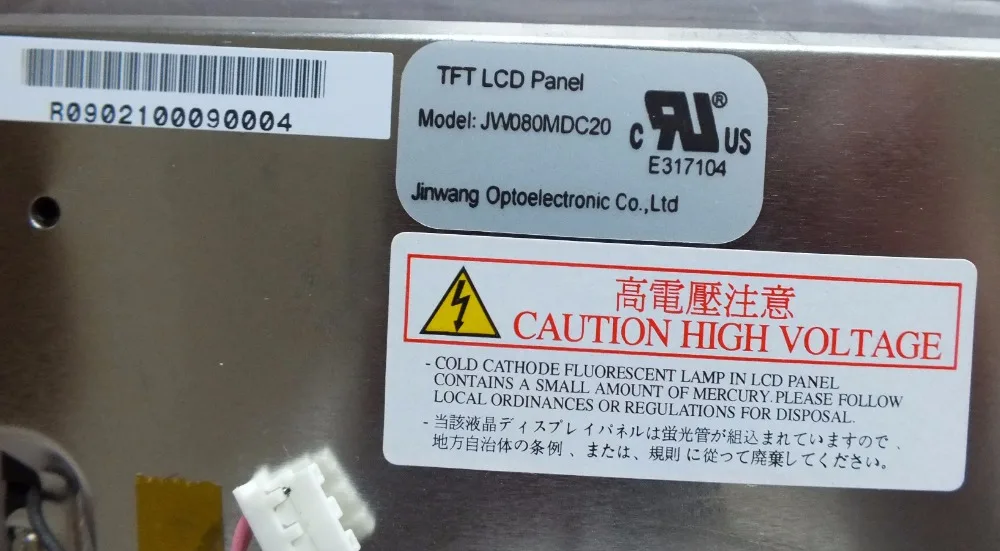 R0902100090004
TFT LCD Panel
Model: JW080MDC20
C RU ® US
E317104
Jinwang Optoelectronic Co.,Ltd
高電壓注意
CAUTION HIGH VOLTAGE
- COLD CATHODE FLUORESCENT LAMP IN LCD PANEL
CONTAINS A SMALL AMOUNT OF MERCURY. PLEASE FOLLOW
LOCAL ORDINANCES OR REGULATIONS FOR DISPOSAL.
- 当該液晶ディスプレイパネルは蛍光管が組込まれていますので、
地方自治体の条例、または、規則に従って廃棄してください。